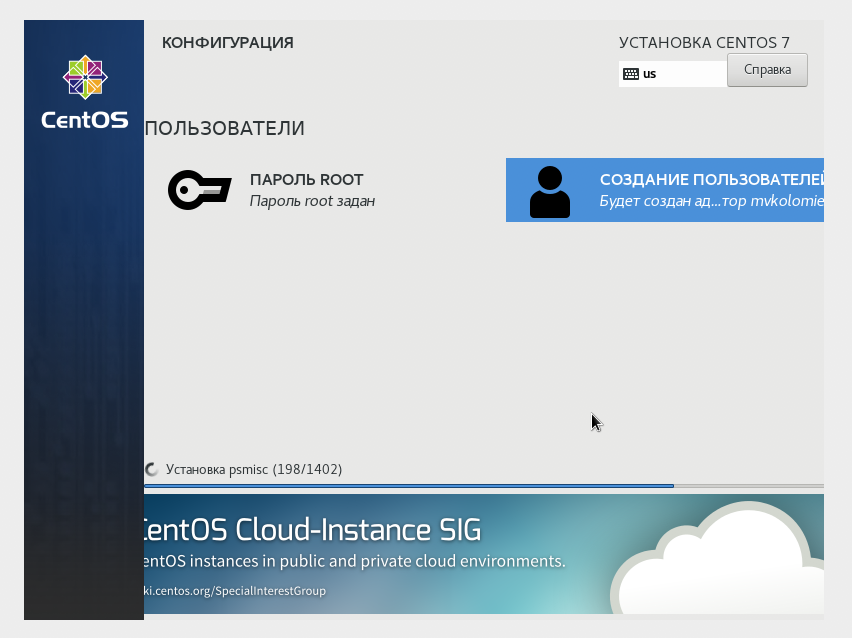 КОНФИГУРАЦИЯ
УСТАНОВКА CENTOS 7
us
Справка
CentOS
ПОЛЬЗОВАТЕЛИ
ПАРОЛЬ ROOT
Пароль root задан
СОЗДАНИЕ ПОЛЬЗОВАТЕЛЕЙ
Будет создан ад...тор mvkolomie
Установка psmisc (198/1402)
CentOS Cloud-Instance SIG
entOS instances in public and private cloud environments.
ki.centos.org/SpecialInterestGroup